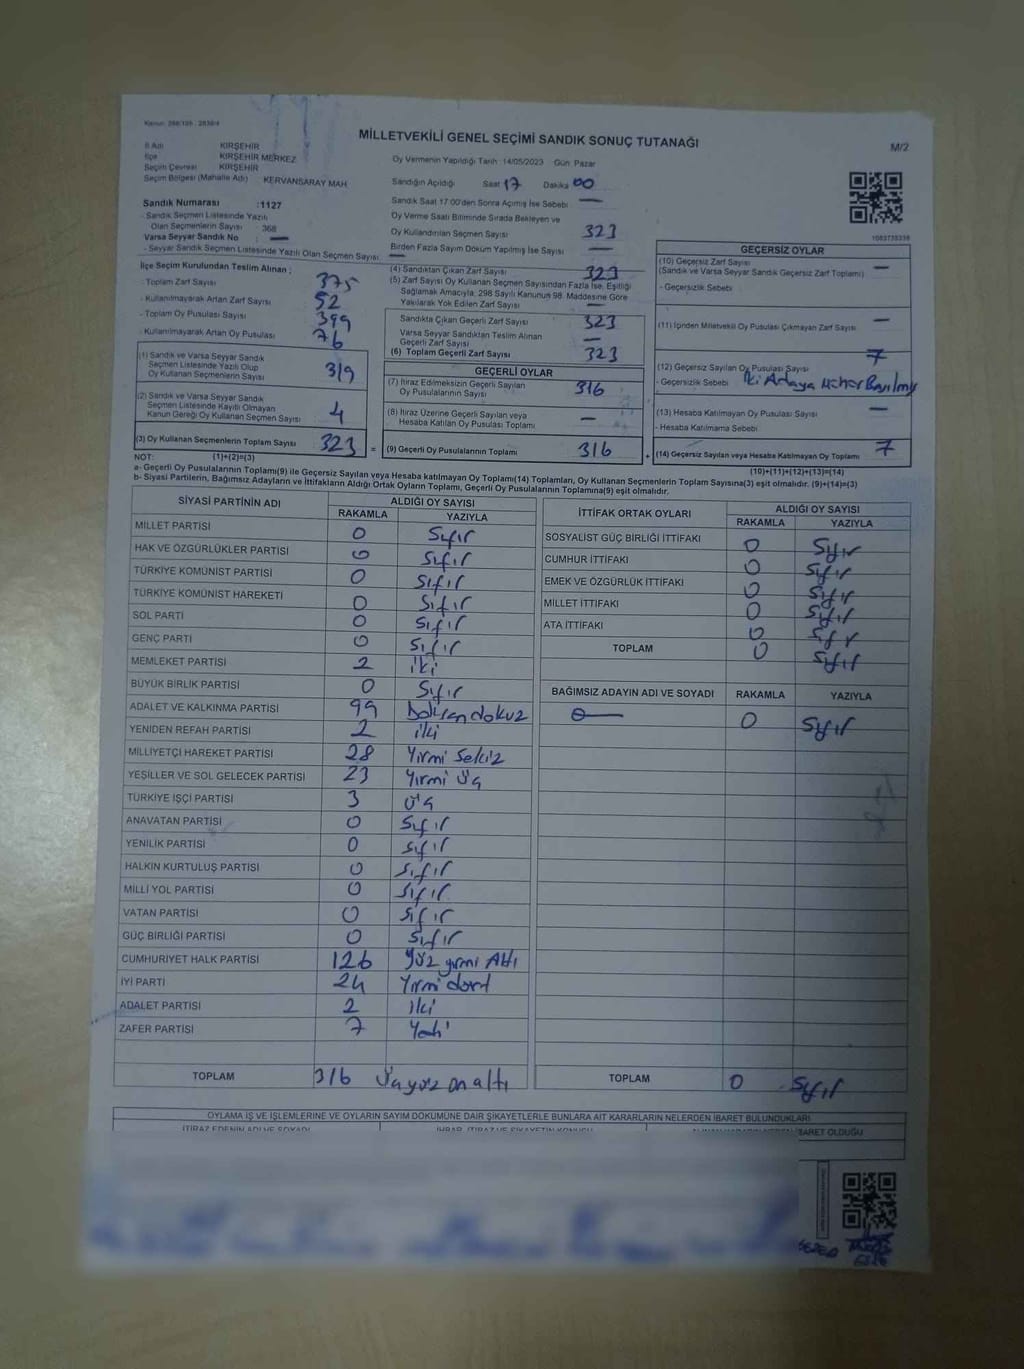 MİLLETVEKİLİ GENEL SEÇİMİ SANDIK SONUÇ TUTANAĞI
M/2
İl Adı KIRŞEHİR
İlçe KIRŞEHİR MERKEZ
Seçim Çevresi KIRŞEHİR
Seçim Bölgesi (Mahalle Adı) KERVANSARAY MAH
Sandık Numarası :1127
- Sandık Seçmen Listesinde Yazılı
Olan Seçmenlerin Sayısı : 368
Varsa Seyyar Sandık No : —
- Seyyar Sandık Seçmen Listesinde Yazılı Olan Seçmen Sayısı —
İlçe Seçim Kurulundan Teslim Alınan ;
- Toplam Zarf Sayısı 375
- Kullanılmayarak Artan Zarf Sayısı 52
- Toplam Oy Pusulası Sayısı 399
- Kullanılmayarak Artan Oy Pusulası 76
(1) Sandık ve Varsa Seyyar Sandık
Seçmen Listesinde Yazılı Olup
Oy Kullanan Seçmenlerin Sayısı 319
(2) Sandık ve Varsa Seyyar Sandık
Seçmen Listesinde Kayıtlı Olmayan
Kanun Gereği Oy Kullanan Seçmen Sayısı 4
(3) Oy Kullanan Seçmenlerin Toplam Sayısı 323 =
Oy Vermenin Yapıldığı Tarih :14/05/2023 Gün: Pazar
Sandığın Açıldığı Saat 17 Dakika 00
Sandık Saat 17:00'den Sonra Açılmış İse Sebebi —
Oy Verme Saati Bitiminde Sırada Bekleyen ve
Oy Kullandırılan Seçmen Sayısı 323
Birden Fazla Sayım Döküm Yapılmış İse Sayısı —
(4) Sandıktan Çıkan Zarf Sayısı 323
(5) Zarf Sayısı Oy Kullanan Seçmen Sayısından Fazla İse, Eşitliği
Sağlamak Amacıyla, 298 Sayılı Kanunun 98. Maddesine Göre
Yakılarak Yok Edilen Zarf Sayısı —
Sandıkta Çıkan Geçerli Zarf Sayısı 323
Varsa Seyyar Sandıktan Teslim Alınan
Geçerli Zarf Sayısı —
(6) Toplam Geçerli Zarf Sayısı 323
GEÇERLİ OYLAR
(7) İtiraz Edilmeksizin Geçerli Sayılan
Oy Pusulalarının Sayısı 316
(8) İtiraz Üzerine Geçerli Sayılan veya
Hesaba Katılan Oy Pusulası Toplamı —
(9) Geçerli Oy Pusulalarının Toplamı 316 +
1083735338
GEÇERSİZ OYLAR
(10) Geçersiz Zarf Sayısı —
(Sandık ve Varsa Seyyar Sandık Geçersiz Zarf Toplamı)
- Geçersizlik Sebebi
(11) İçinden Milletvekili Oy Pusulası Çıkmayan Zarf Sayısı —
(12) Geçersiz Sayılan Oy Pusulası Sayısı 7
- Geçersizlik Sebebi İki Adaya Mühür
(13) Hesaba Katılmayan Oy Pusulası Sayısı —
- Hesaba Katılmama Sebebi
(14) Geçersiz Sayılan veya Hesaba Katılmayan Oy Toplamı 7
NOT: (1)+(2)=(3)
(10)+(11)+(12)+(13)=(14)
a- Geçerli Oy Pusulalarının Toplamı(9) ile Geçersiz Sayılan veya Hesaba katılmayan Oy Toplamı(14) Toplamları, Oy Kullanan Seçmenlerin Toplam Sayısına(3) eşit olmalıdır. (9)+(14)=(3)
b- Siyasi Partilerin, Bağımsız Adayların ve İttifakların Aldığı Ortak Oyların Toplamı, Geçerli Oy Pusulalarının Toplamına(9) eşit olmalıdır.
SİYASİ PARTİNİN ADI ALDIĞI OY SAYISI
RAKAMLA YAZIYLA
MİLLET PARTİSİ 0 Sıfır
HAK VE ÖZGÜRLÜKLER PARTİSİ 0 Sıfır
TÜRKİYE KOMÜNİST PARTİSİ 0 Sıfır
TÜRKİYE KOMÜNİST HAREKETİ 0 Sıfır
SOL PARTİ 0 Sıfır
GENÇ PARTİ 0 Sıfır
MEMLEKET PARTİSİ 2 iki
BÜYÜK BİRLİK PARTİSİ 0 Sıfır
ADALET VE KALKINMA PARTİSİ 99 Doksan dokuz
YENİDEN REFAH PARTİSİ 2 iki
MİLLİYETÇİ HAREKET PARTİSİ 28 Yirmi Sekiz
YEŞİLLER VE SOL GELECEK PARTİSİ 23 Yirmi Üç
TÜRKİYE İŞÇİ PARTİSİ 3 Üç
ANAVATAN PARTİSİ 0 Sıfır
YENİLİK PARTİSİ 0 Sıfır
HALKIN KURTULUŞ PARTİSİ 0 Sıfır
MİLLİ YOL PARTİSİ 0 Sıfır
VATAN PARTİSİ 0 Sıfır
GÜÇ BİRLİĞİ PARTİSİ 0 Sıfır
CUMHURİYET HALK PARTİSİ 126 Yüz yirmi Altı
İYİ PARTİ 24 Yirmi dört
ADALET PARTİSİ 2 iki
ZAFER PARTİSİ 7 Yedi
TOPLAM 316 Üçyüz on altı
İTTİFAK ORTAK OYLARI ALDIĞI OY SAYISI
RAKAMLA YAZIYLA
SOSYALİST GÜÇ BİRLİĞİ İTTİFAKI 0 Sıfır
CUMHUR İTTİFAKI 0 Sıfır
EMEK VE ÖZGÜRLÜK İTTİFAKI 0 Sıfır
MİLLET İTTİFAKI 0 Sıfır
ATA İTTİFAKI 0 Sıfır
TOPLAM 0 Sıfır
BAĞIMSIZ ADAYIN ADI VE SOYADI RAKAMLA YAZIYLA
0 Sıfır
TOPLAM 0 Sıfır
OYLAMA İŞ VE İŞLEMLERİNE VE OYLARIN SAYIM DÖKÜMÜNE DAİR ŞİKAYETLERLE BUNLARA AİT KARARLARIN NELERDEN İBARET BULUNDUKLARI
İTİRAZ EDENİN ADI VE SOYADI